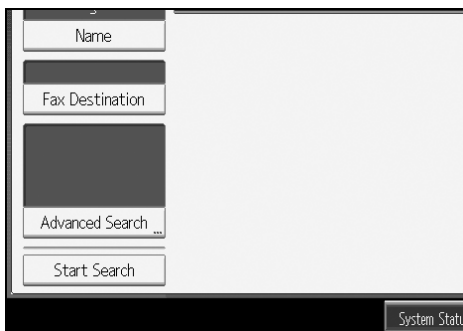 Name
Fax Destination
Advanced Search ...
Start Search
System Statu